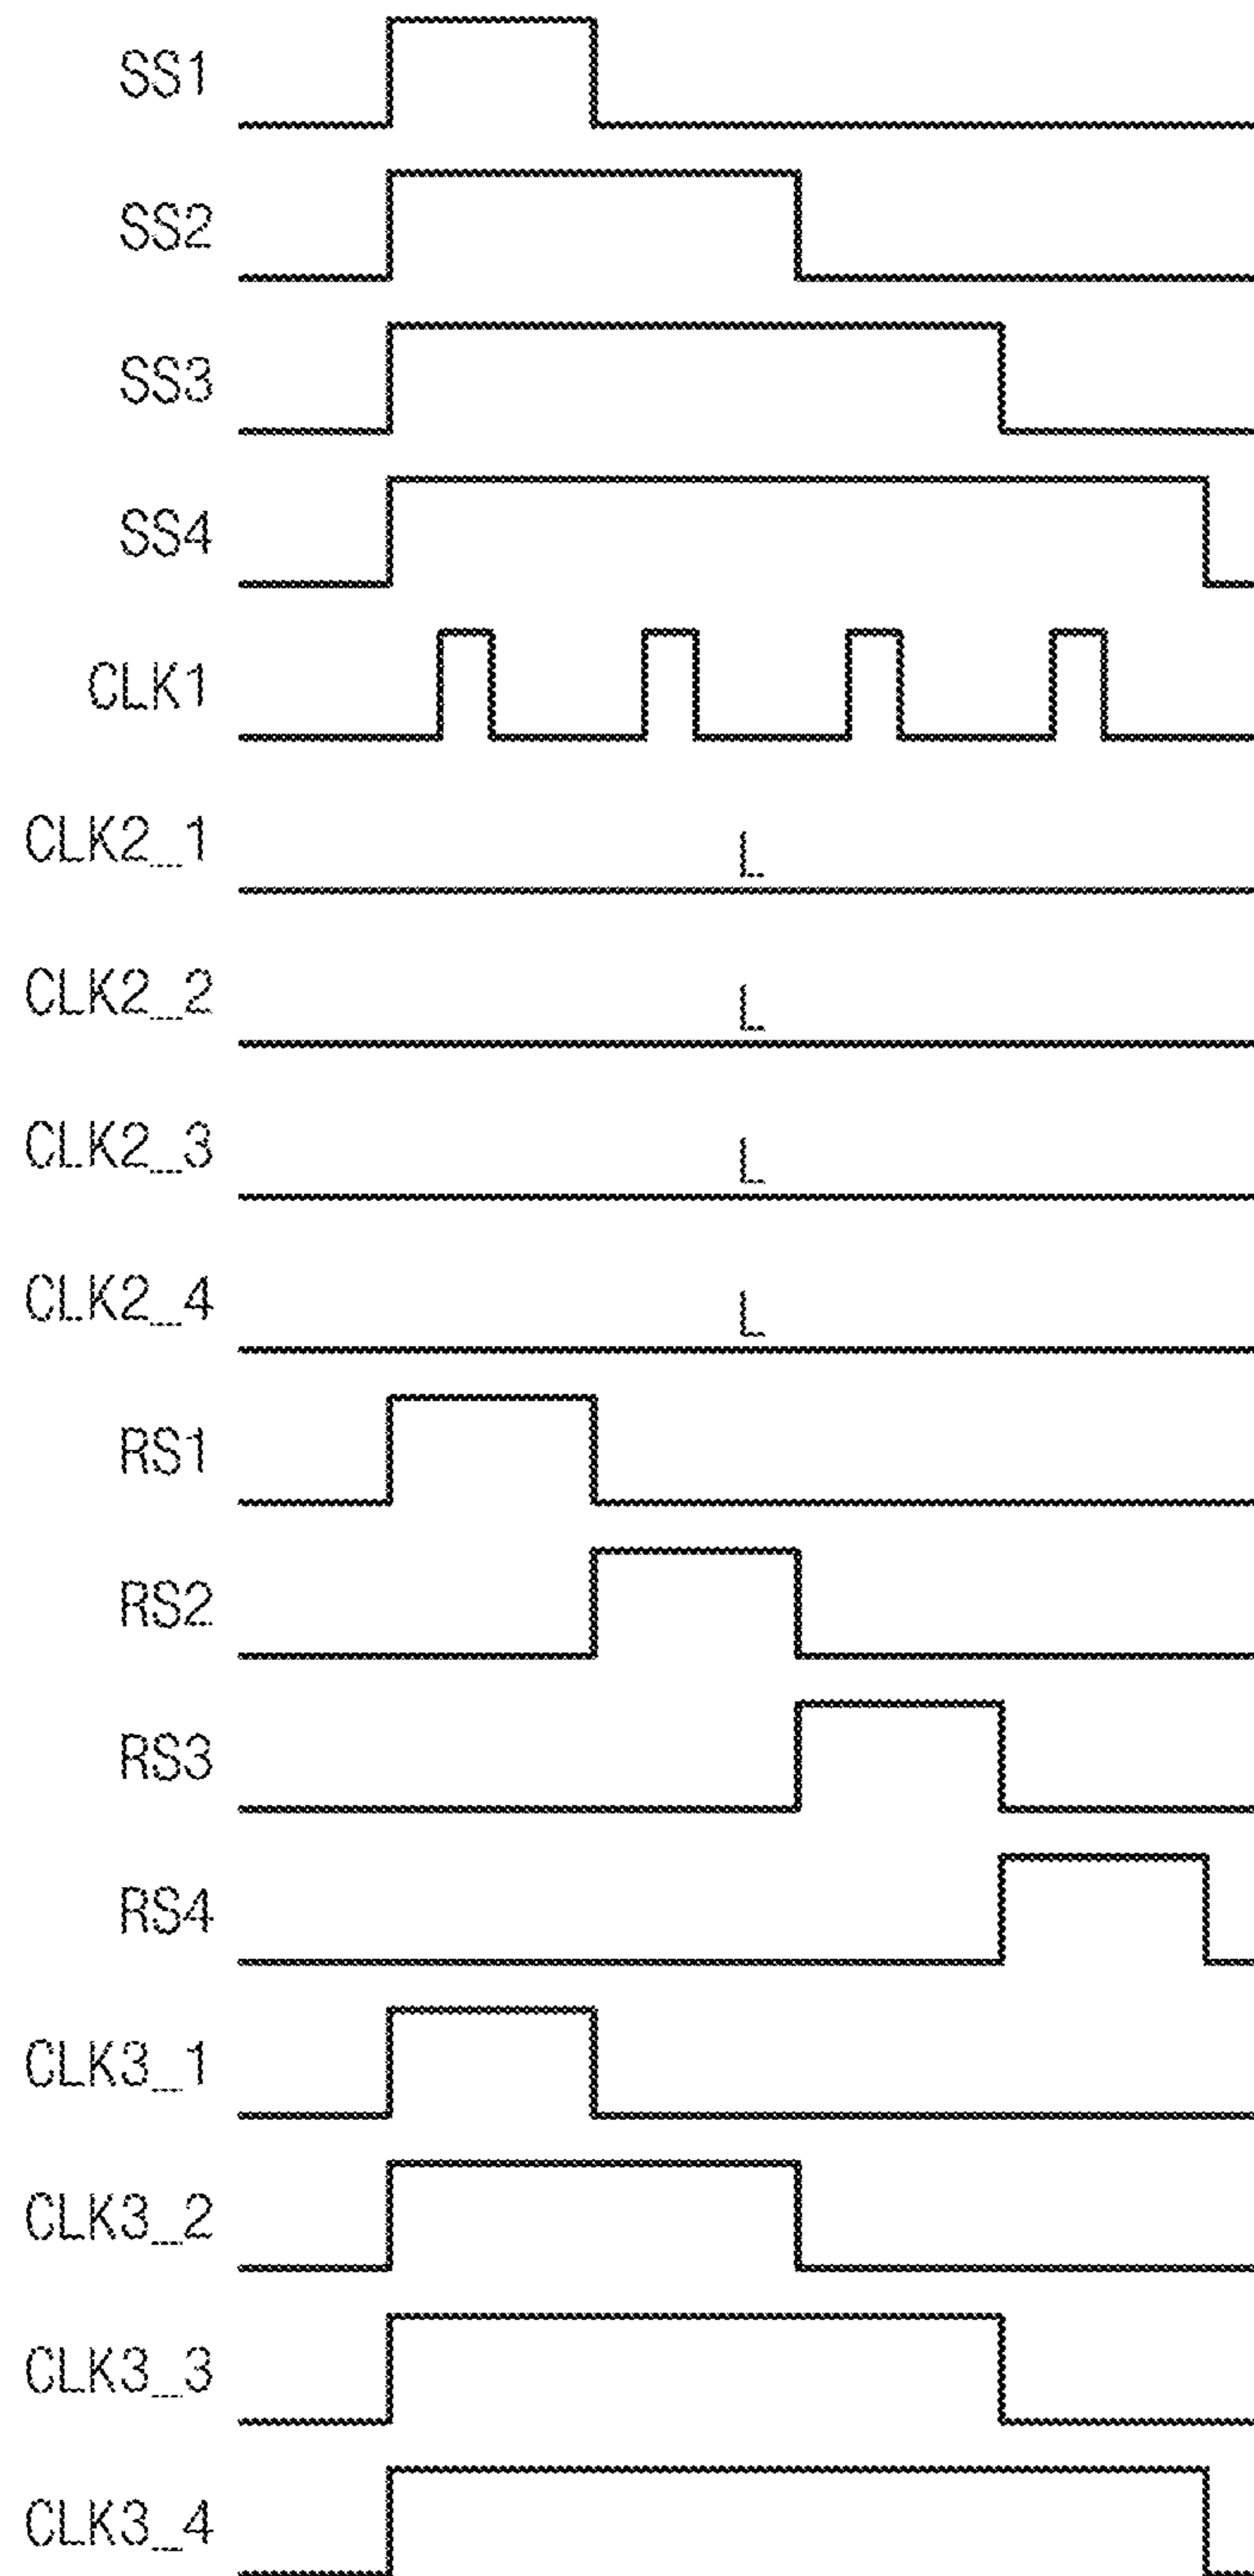 SS1
SS2
SS3
SS4
CLK1
CLK2_1
L
CLK2_2
L
CLK2_3
L
CLK2_4
L
RS1
RS2
RS3
RS4
CLK3_1
CLK3_2
CLK3_3
CLK3_4